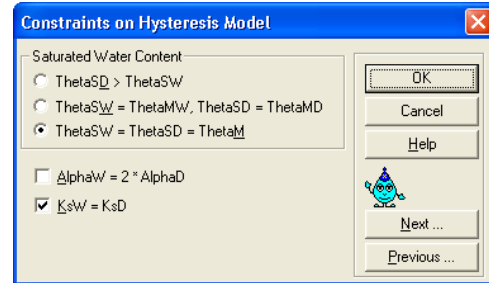 Constraints on Hysteresis Model
Saturated Water Content
ThetaSD > ThetaSW
ThetaSW = ThetaMW, ThetaSD = ThetaMD
ThetaSW = ThetaSD = ThetaM
AlphaW = 2 * AlphaD
KsW = KsD
OK
Cancel
Help
Next ...
Previous ...